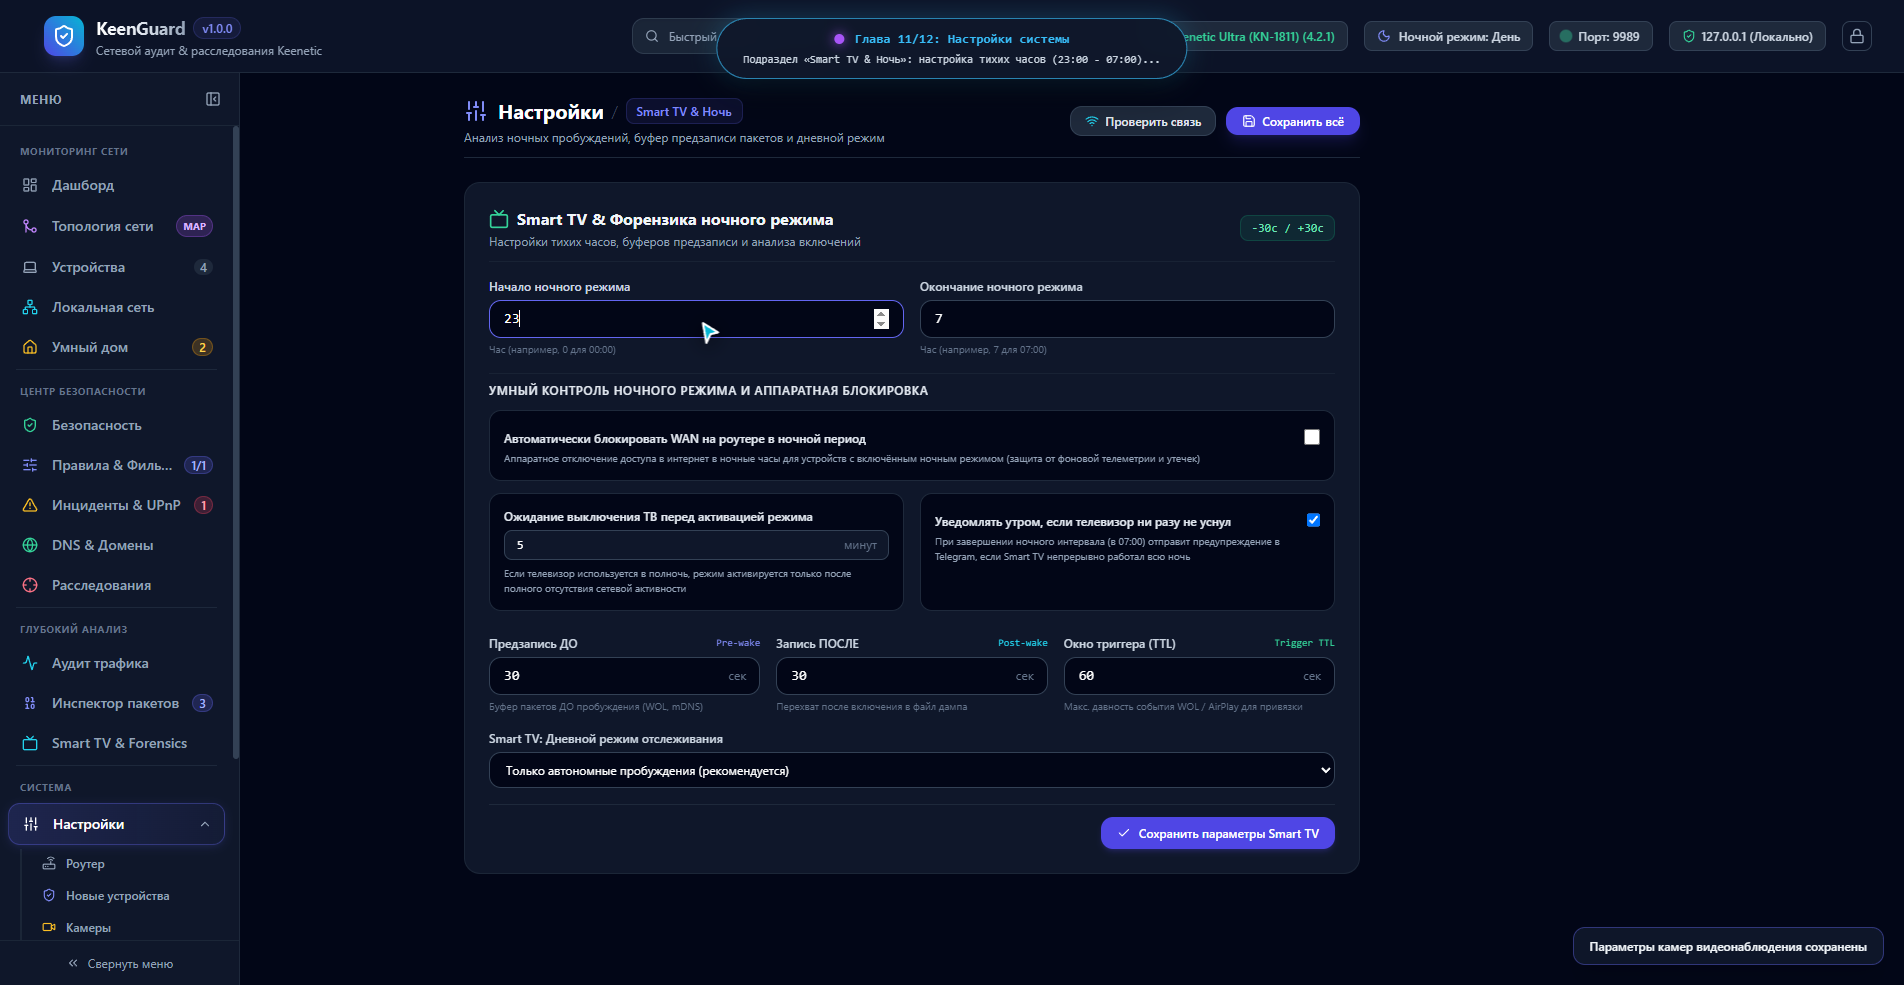 KeenGuard v1.0.0
Сетевой аудит & расследования Keenetic
Быстрый
Глава 11/12: Настройки системы
Подраздел «Smart TV & Ночь»: настройка тихих часов (23:00 - 07:00)...
enetic Ultra (KN-1811) (4.2.1)
Ночной режим: День
Порт: 9989
127.0.0.1 (Локально)
МЕНЮ
МОНИТОРИНГ СЕТИ
Дашборд
Топология сети MAP
Устройства 4
Локальная сеть
Умный дом 2
ЦЕНТР БЕЗОПАСНОСТИ
Безопасность
Правила & Филь... 1/1
Инциденты & UPnP 1
DNS & Домены
Расследования
ГЛУБОКИЙ АНАЛИЗ
Аудит трафика
Инспектор пакетов 3
Smart TV & Forensics
СИСТЕМА
Настройки
Роутер
Новые устройства
Камеры
« Свернуть меню
Настройки / Smart TV & Ночь
Анализ ночных пробуждений, буфер предзаписи пакетов и дневной режим
Проверить связь
Сохранить всё
Smart TV & Форензика ночного режима
Настройки тихих часов, буферов предзаписи и анализа включений
-30с / +30с
Начало ночного режима
23
Час (например, 0 для 00:00)
Окончание ночного режима
7
Час (например, 7 для 07:00)
УМНЫЙ КОНТРОЛЬ НОЧНОГО РЕЖИМА И АППАРАТНАЯ БЛОКИРОВКА
Автоматически блокировать WAN на роутере в ночной период
Аппаратное отключение доступа в интернет в ночные часы для устройств с включённым ночным режимом (защита от фоновой телеметрии и утечек)
Ожидание выключения ТВ перед активацией режима
5 минут
Если телевизор используется в полночь, режим активируется только после
полного отсутствия сетевой активности
Уведомлять утром, если телевизор ни разу не уснул
При завершении ночного интервала (в 07:00) отправит предупреждение в
Telegram, если Smart TV непрерывно работал всю ночь
Предзапись ДО Pre-wake
30 сек
Буфер пакетов ДО пробуждения (WOL, mDNS)
Запись ПОСЛЕ Post-wake
30 сек
Перехват после включения в файл дампа
Окно триггера (TTL) Trigger TTL
60 сек
Макс. давность события WOL / AirPlay для привязки
Smart TV: Дневной режим отслеживания
Только автономные пробуждения (рекомендуется)
Сохранить параметры Smart TV
Параметры камер видеонаблюдения сохранены